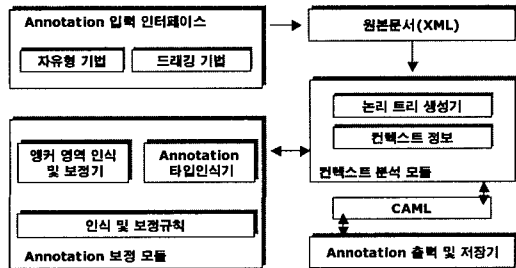 Annotation 입력 인터페이스
자유형 기법
드래깅 기법
원본문서(XML)
논리 트리 생성기
컨텍스트 정보
컨텍스트 분석 모듈
앵커 영역 인식
및 보정기
Annotation
타입인식기
인식 및 보정규칙
Annotation 보정 모듈
CAML
Annotation 출력 및 저장기